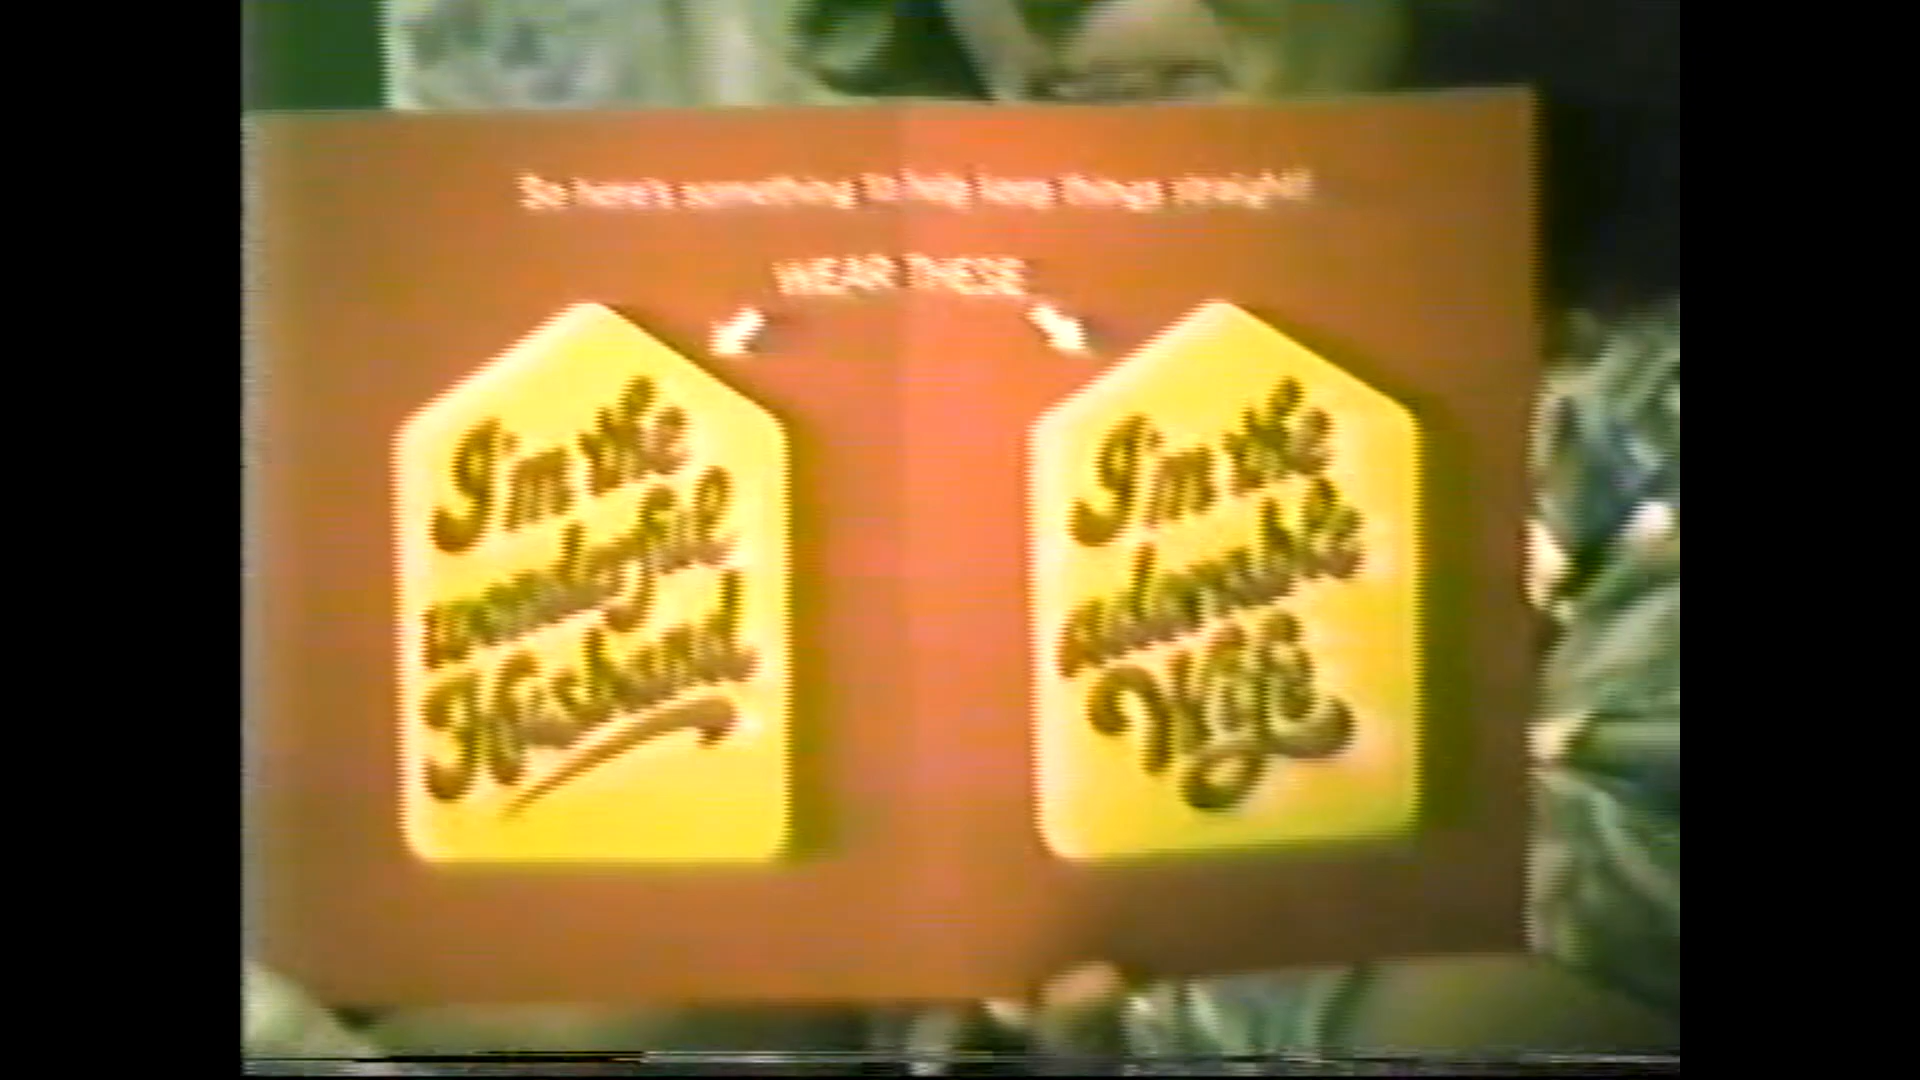 So here's something to help keep things straight!
WEAR THESE
I'm the
wonderful
Husband
I'm the
adorable
Wife